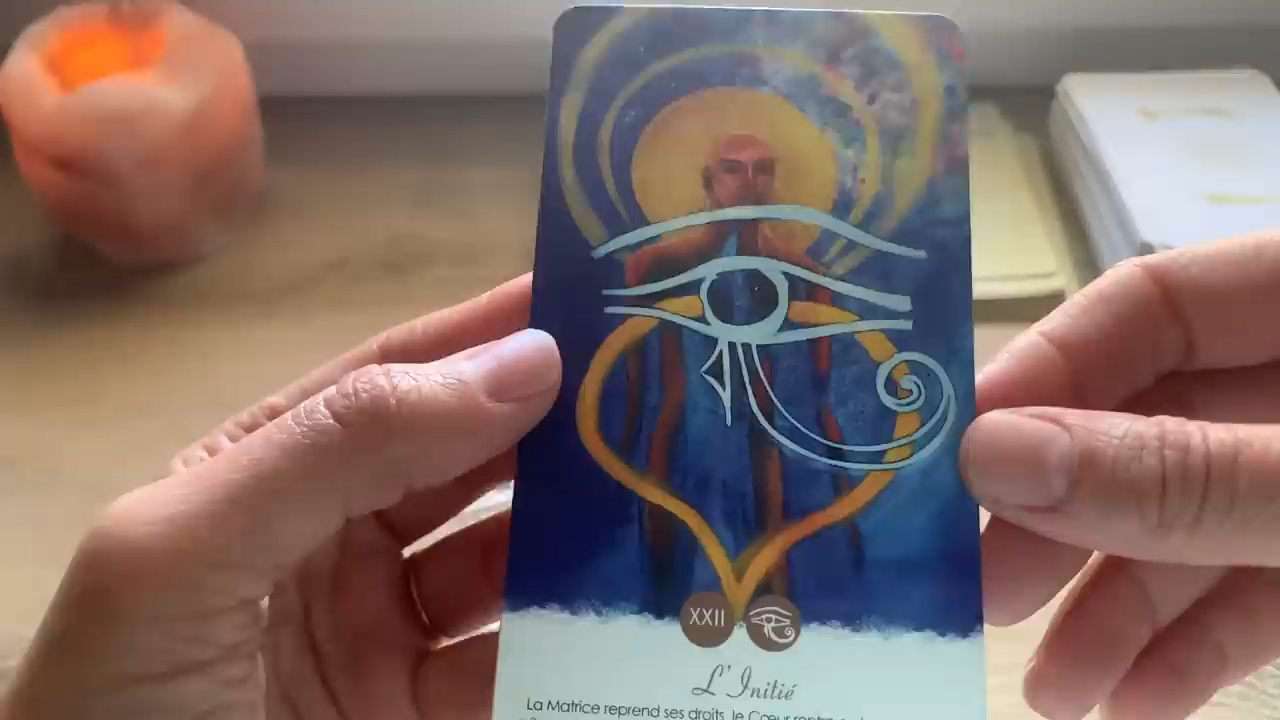 XXII
L'Initié
La Matrice reprend ses droits, le Cœur